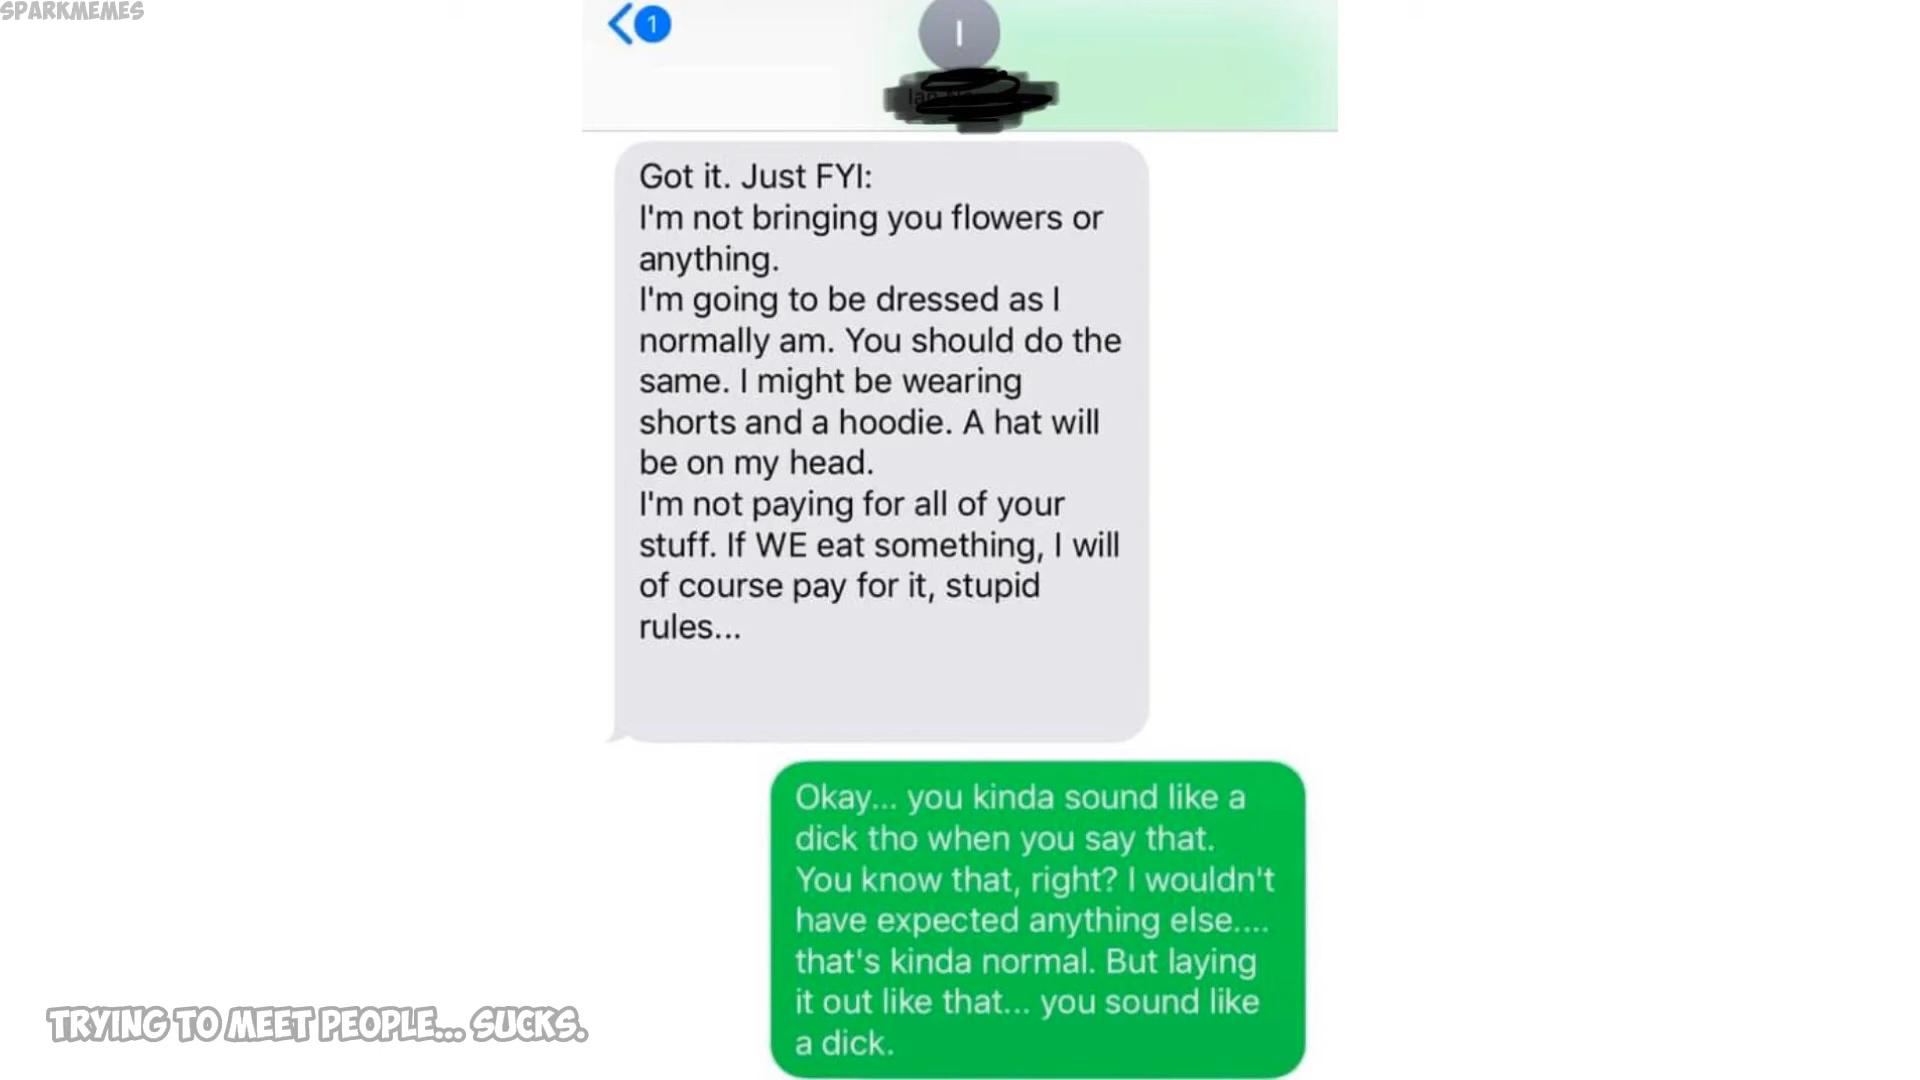 SPARKMEMES
1
I
Got it. Just FYI:
I'm not bringing you flowers or
anything.
I'm going to be dressed as I
normally am. You should do the
same. I might be wearing
shorts and a hoodie. A hat will
be on my head.
I'm not paying for all of your
stuff. If WE eat something, I will
of course pay for it, stupid
rules...
Okay... you kinda sound like a
dick tho when you say that.
You know that, right? I wouldn't
have expected anything else....
that's kinda normal. But laying
it out like that... you sound like
a dick.
TRYING TO MEET PEOPLE... SUCKS.